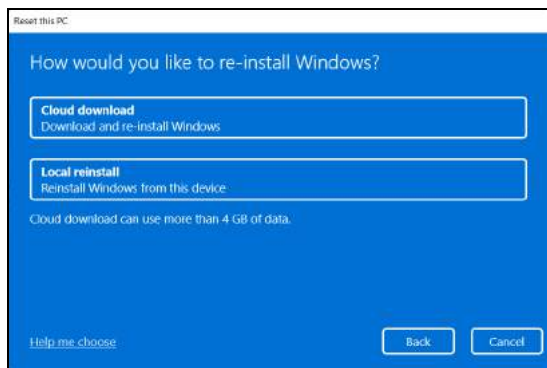 Reset this PC
How would you like to re-install Windows?
Cloud download
Download and re-install Windows
Local reinstall
Reinstall Windows from this device
Cloud download can use more than 4 GB of data.
Help me choose
Back
Cancel